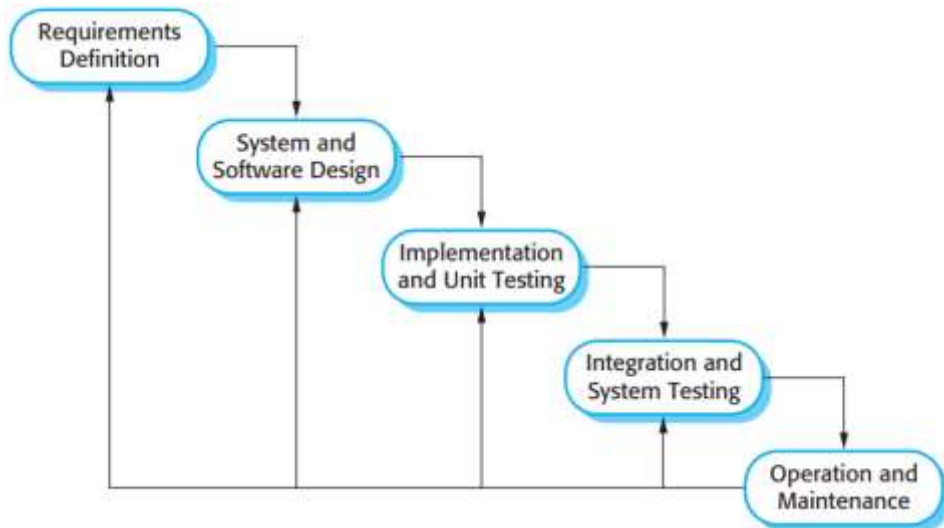 Requirements
Definition
System and
Software Design
Implementation
and Unit Testing
Integration and
System Testing
Operation and
Maintenance